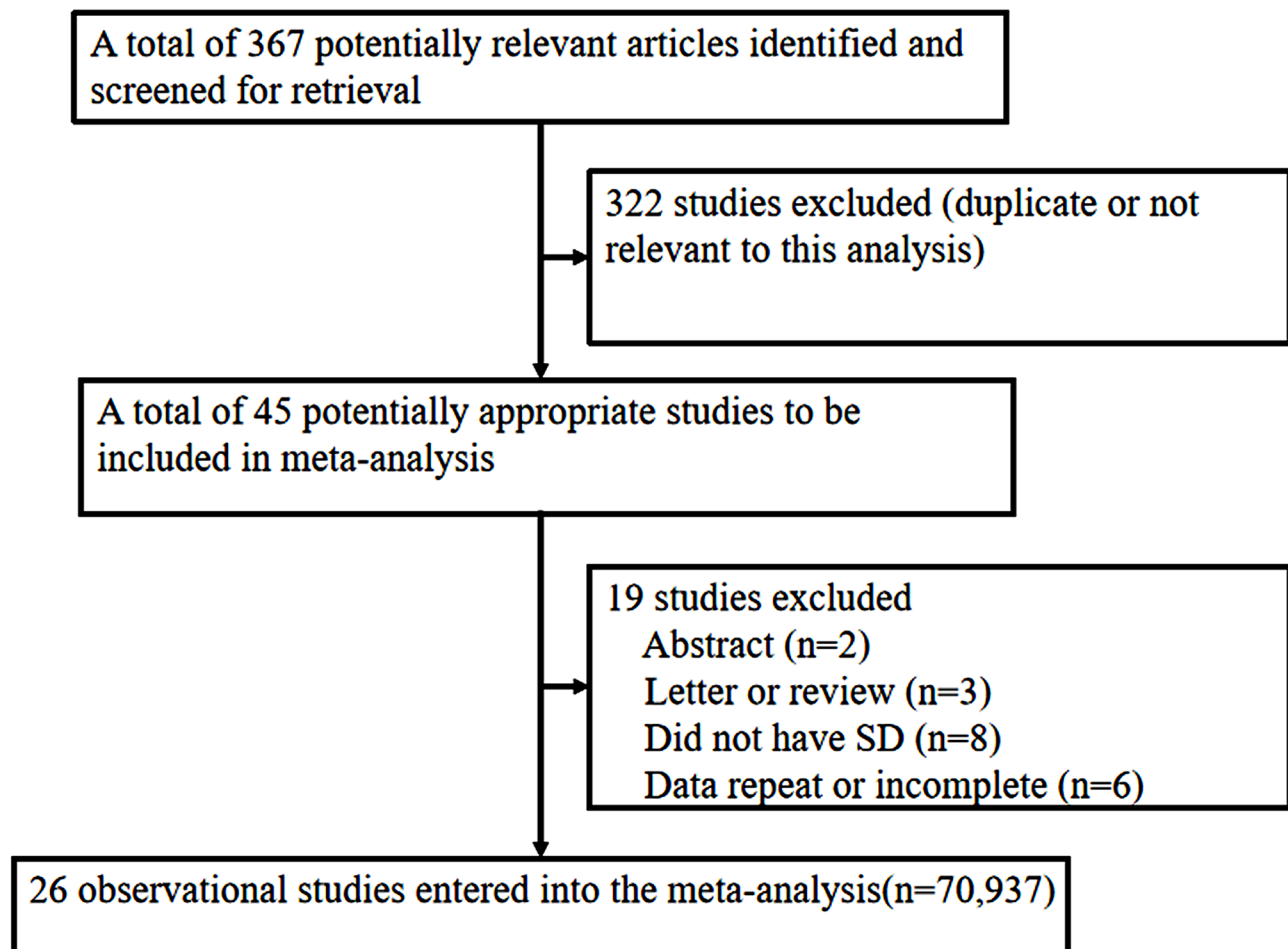 A total of 367 potentially relevant articles identified and
screened for retrieval
322 studies excluded (duplicate or not
relevant to this analysis)
A total of 45 potentially appropriate studies to be
included in meta-analysis
19 studies excluded
Abstract (n=2)
Letter or review (n=3)
Did not have SD (n=8)
Data repeat or incomplete (n=6)
26 observational studies entered into the meta-analysis(n=70,937)